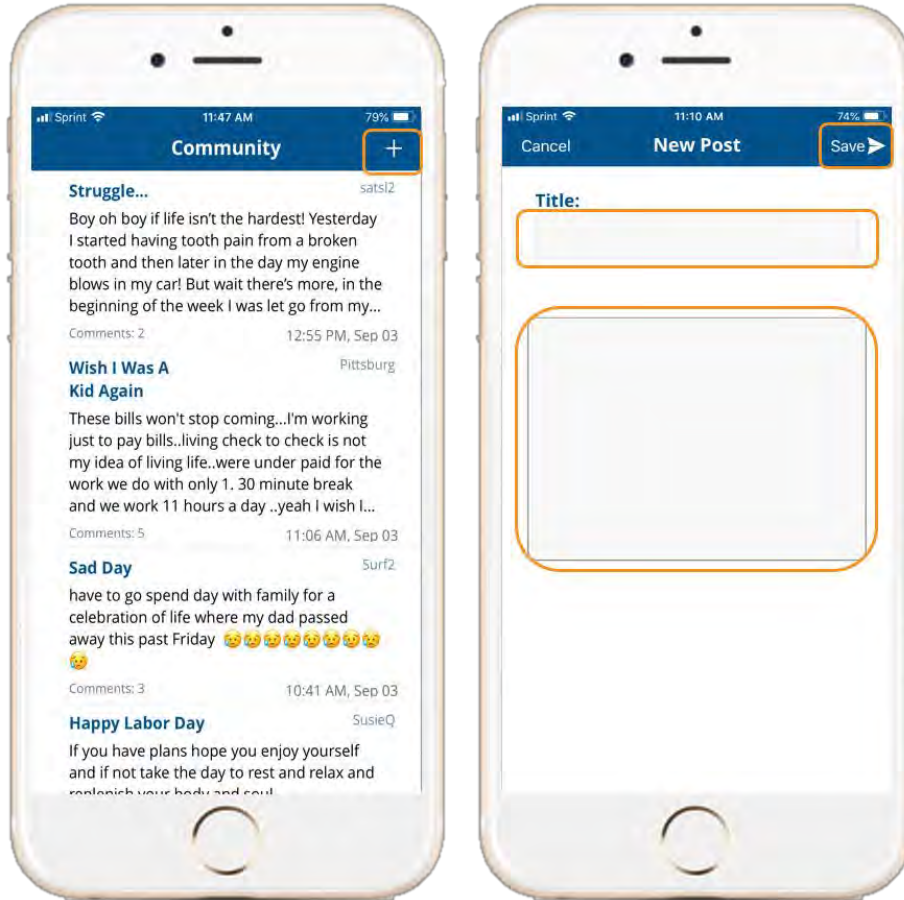 Sprint 11:47 AM 79%
Community +
Struggle... satsl2
Boy oh boy if life isn't the hardest! Yesterday
I started having tooth pain from a broken
tooth and then later in the day my engine
blows in my car! But wait there's more, in the
beginning of the week I was let go from my...
Comments: 2 12:55 PM, Sep 03
Wish I Was A Pittsburg
Kid Again
These bills won't stop coming...I'm working
just to pay bills..living check to check is not
my idea of living life..were under paid for the
work we do with only 1. 30 minute break
and we work 11 hours a day ..yeah I wish I...
Comments: 5 11:06 AM, Sep 03
Sad Day Surf2
have to go spend day with family for a
celebration of life where my dad passed
away this past Friday 😥😥😥😥😥😥😥😥
😥
Comments: 3 10:41 AM, Sep 03
Happy Labor Day SusieQ
If you have plans hope you enjoy yourself
and if not take the day to rest and relax and
replenish your body and soul
Sprint 11:10 AM 74%
Cancel New Post Save
Title: